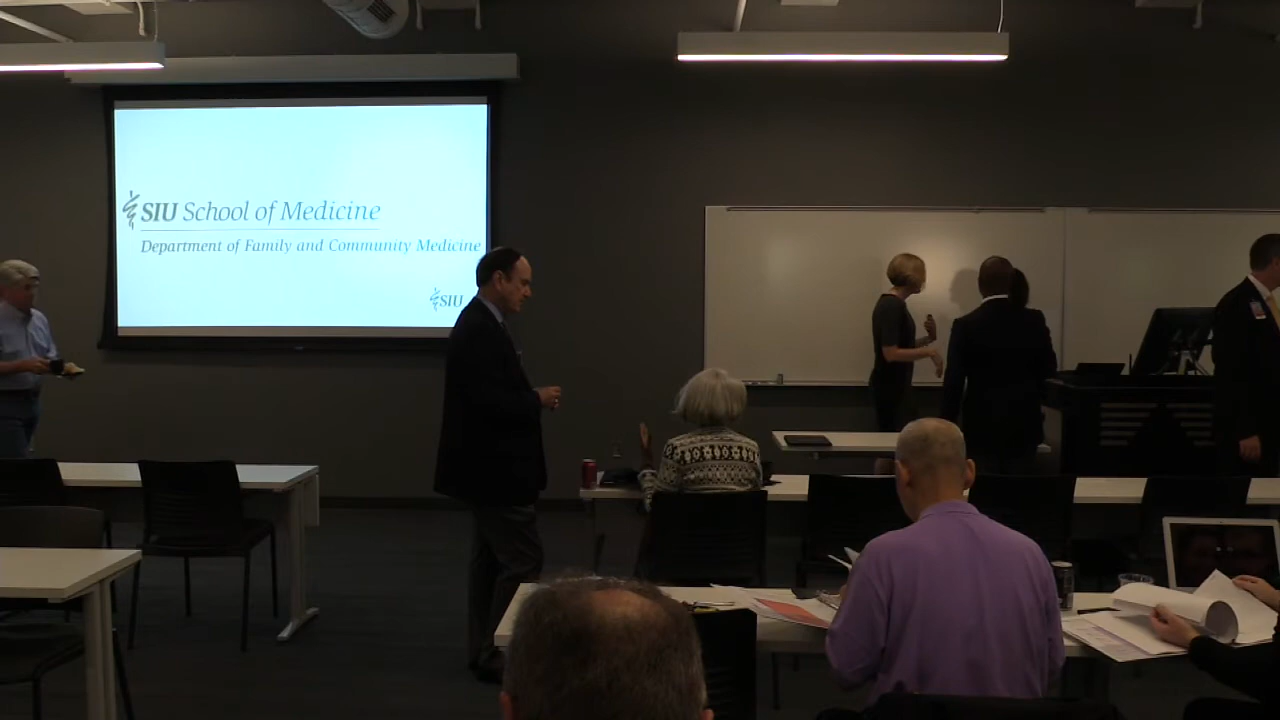 SIU School of Medicine
Department of Family and Community Medicine
SIU